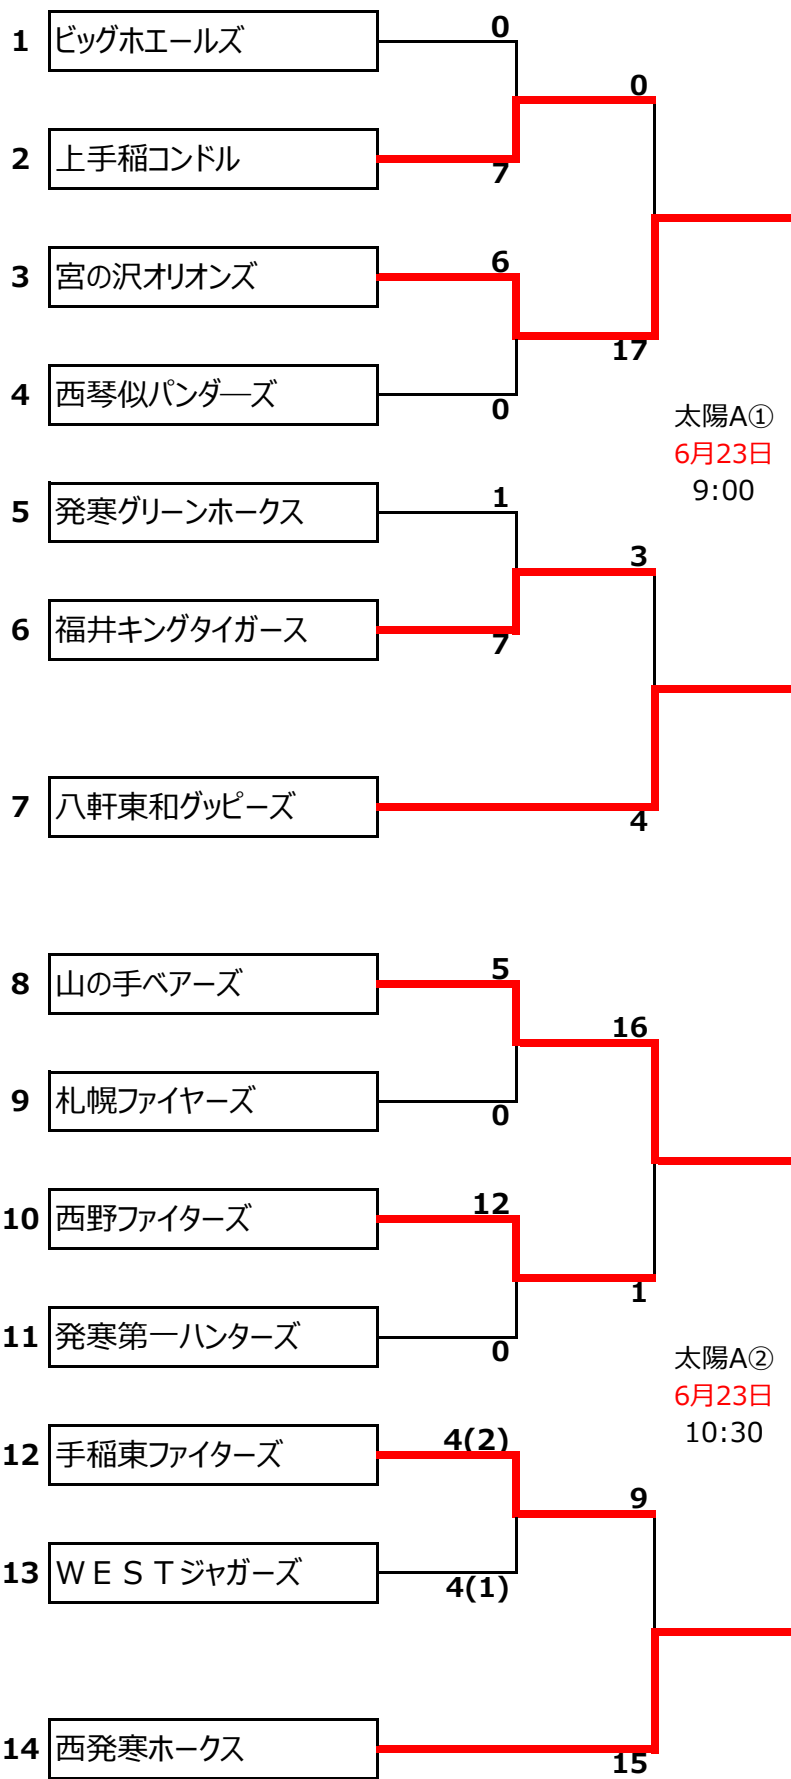 0
1 ビッグホエールズ
0
2 上手稲コンドル
7
6
3 宮の沢オリオンズ
17
4 西琴似パンダ―ズ
0
太陽A①
6月23日
9:00
1
5 発寒グリーンホークス
3
6 福井キングタイガース
7
7 八軒東和グッピーズ
4
5
8 山の手ベアーズ
16
9 札幌ファイヤーズ
0
12
10 西野ファイターズ
1
11 発寒第一ハンターズ
0
太陽A②
6月23日
10:30
4(2)
12 手稲東ファイターズ
9
13 ＷＥＳＴジャガーズ
4(1)
14 西発寒ホークス
15